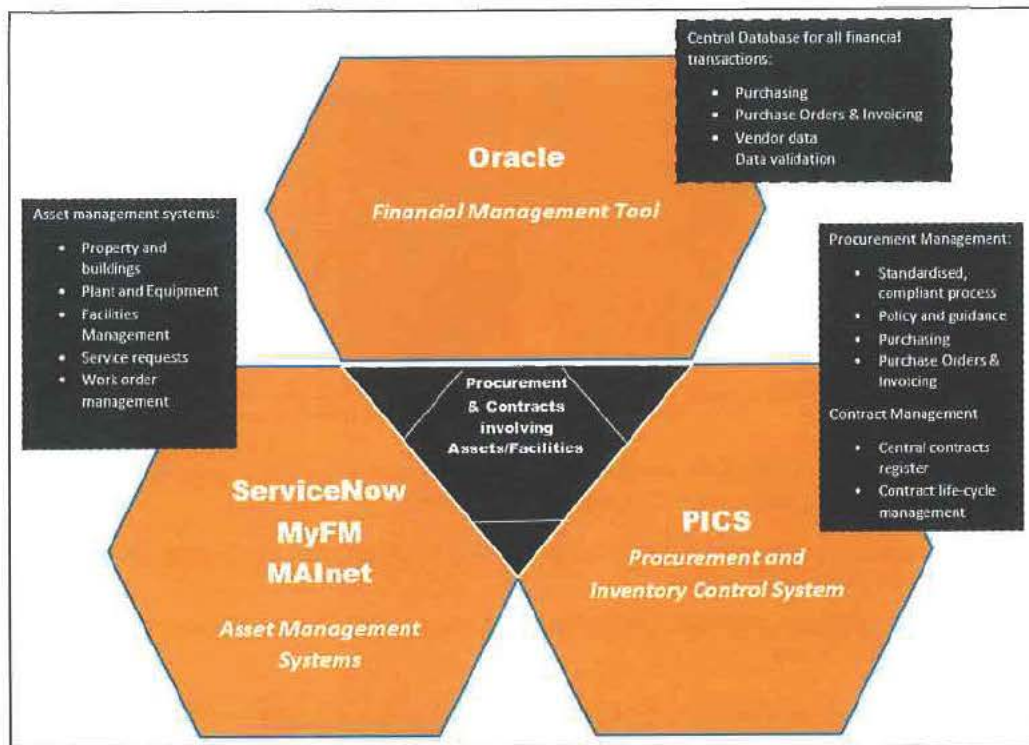 Central Database for all financial
transactions:
• Purchasing
• Purchase Orders & Invoicing
• Vendor data
Data validation
Oracle
Financial Management Tool
Asset management systems:
• Property and
buildings
• Plant and Equipment
• Facilities
Management
• Service requests
• Work order
management
Procurement Management:
• Standardised,
compliant process
• Policy and guidance
• Purchasing
• Purchase Orders &
Invoicing
Contract Management
• Central contracts
register
• Contract life-cycle
management
Procurement
& Contracts
involving
Assets/Facilities
ServiceNow
MyFM
MAInet
Asset Management
Systems
PICS
Procurement and
Inventory Control System